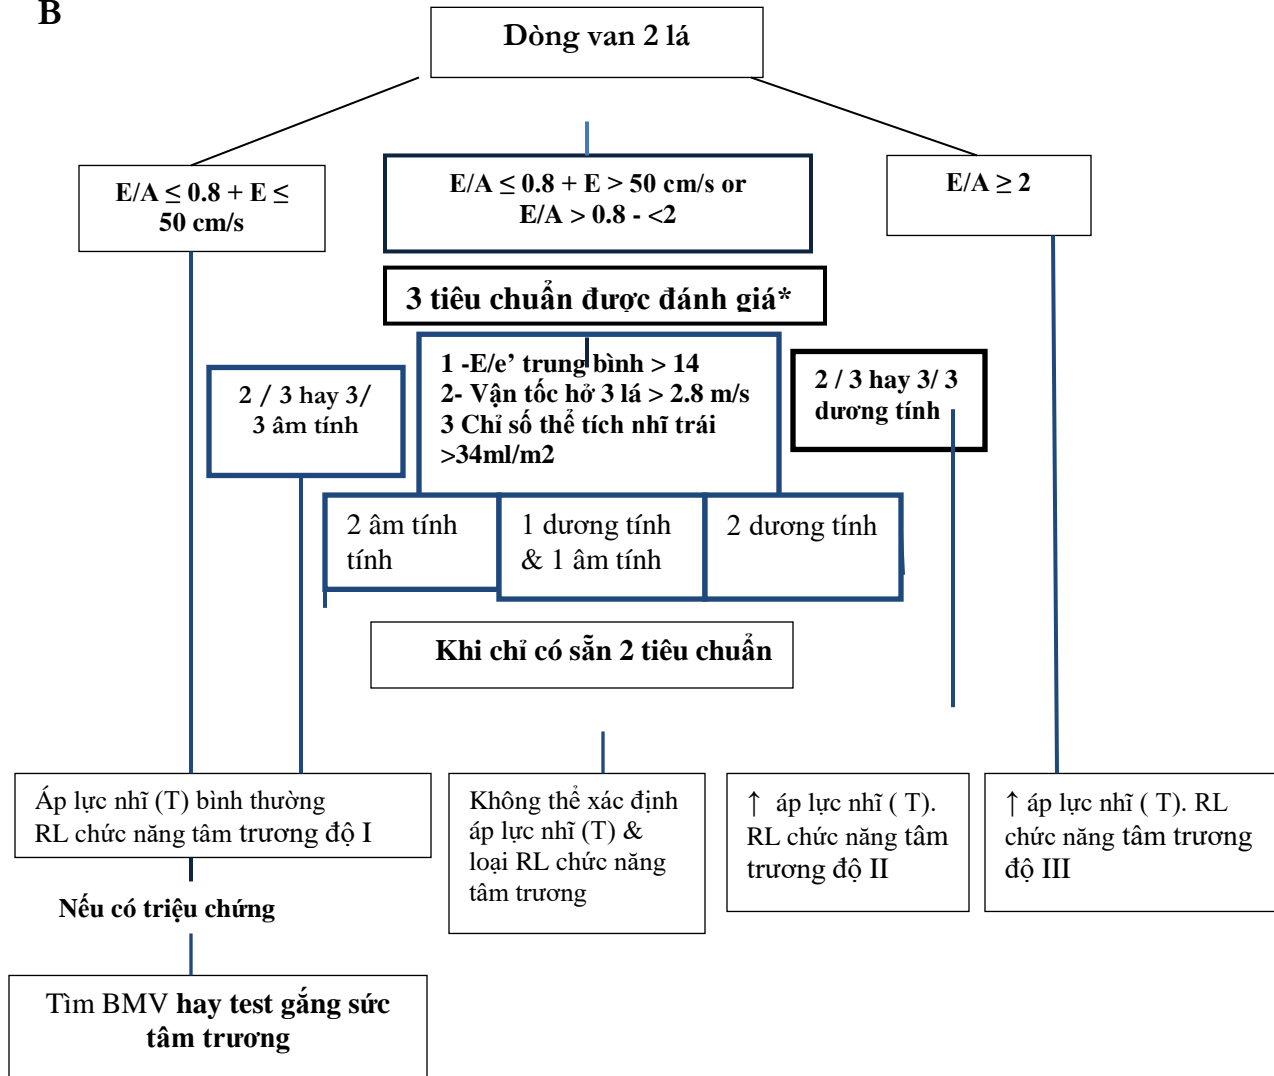 B
Dòng van 2 lá
E/A ≤ 0.8 + E ≤
50 cm/s
E/A ≤ 0.8 + E > 50 cm/s or
E/A > 0.8 - <2
E/A ≥ 2
3 tiêu chuẩn được đánh giá*
2 / 3 hay 3/
3 âm tính
1 -E/e’ trung bình > 14
2- Vận tốc hở 3 lá > 2.8 m/s
3 Chỉ số thể tích nhĩ trái
>34ml/m2
2 / 3 hay 3/ 3
dương tính
2 âm tính
tính
1 dương tính
& 1 âm tính
2 dương tính
Khi chỉ có sẵn 2 tiêu chuẩn
Áp lực nhĩ (T) bình thường
RL chức năng tâm trương độ I
Không thể xác định
áp lực nhĩ (T) &
loại RL chức năng
tâm trương
↑ áp lực nhĩ ( T).
RL chức năng tâm
trương độ II
↑ áp lực nhĩ ( T). RL
chức năng tâm trương
độ III
Nếu có triệu chứng
Tìm BMV hay test gắng sức
tâm trương